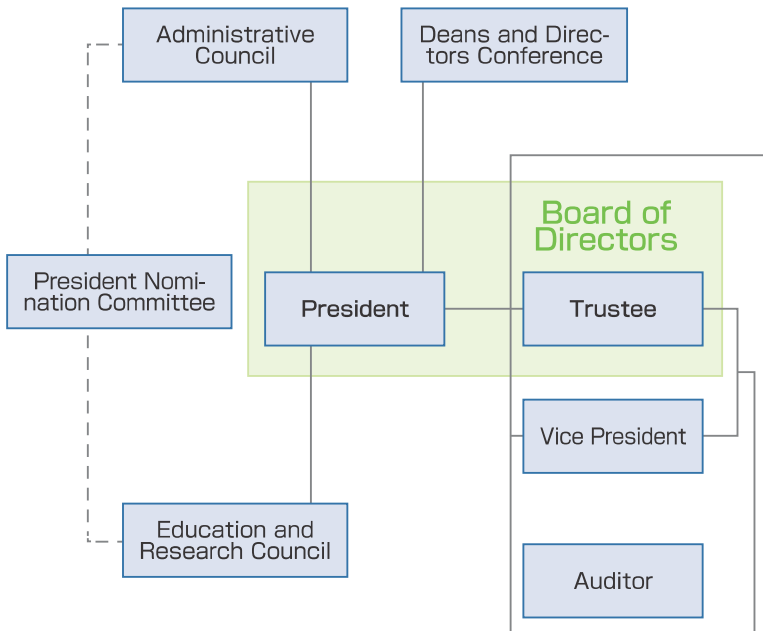 Administrative
Council
Deans and Direc-
tors Conference
Board of
Directors
President Nomi-
nation Committee
President
Trustee
Vice President
Education and
Research Council
Auditor